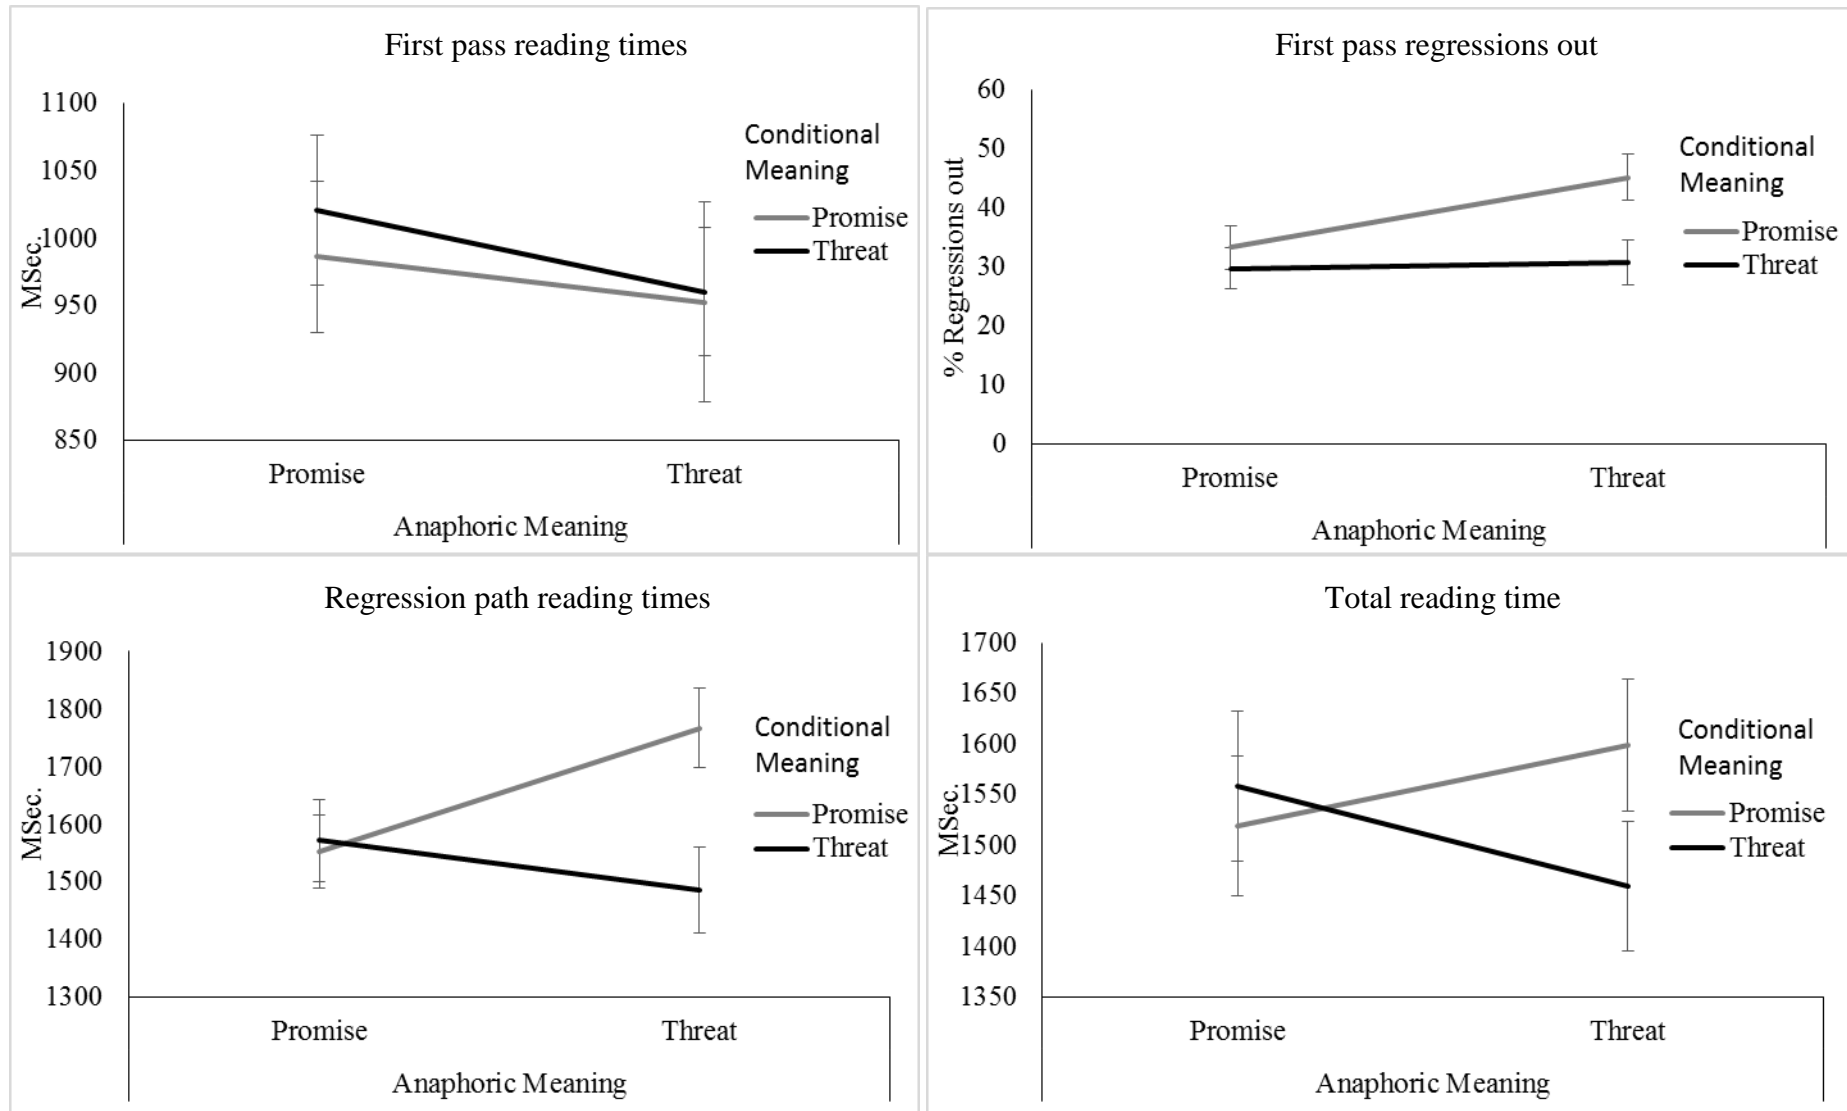 First pass reading times
1100
1050
1000
950
900
850
MSec.
Conditional
Meaning
Promise
Threat
Promise
Threat
Anaphoric Meaning
First pass regressions out
60
50
40
30
20
10
0
% Regressions out
Conditional
Meaning
Promise
Threat
Promise
Threat
Anaphoric Meaning
Regression path reading times
1900
1800
1700
1600
1500
1400
1300
MSec.
Conditional
Meaning
Promise
Threat
Promise
Threat
Anaphoric Meaning
Total reading time
1700
1650
1600
1550
1500
1450
1400
1350
MSec.
Conditional
Meaning
Promise
Threat
Promise
Threat
Anaphoric Meaning